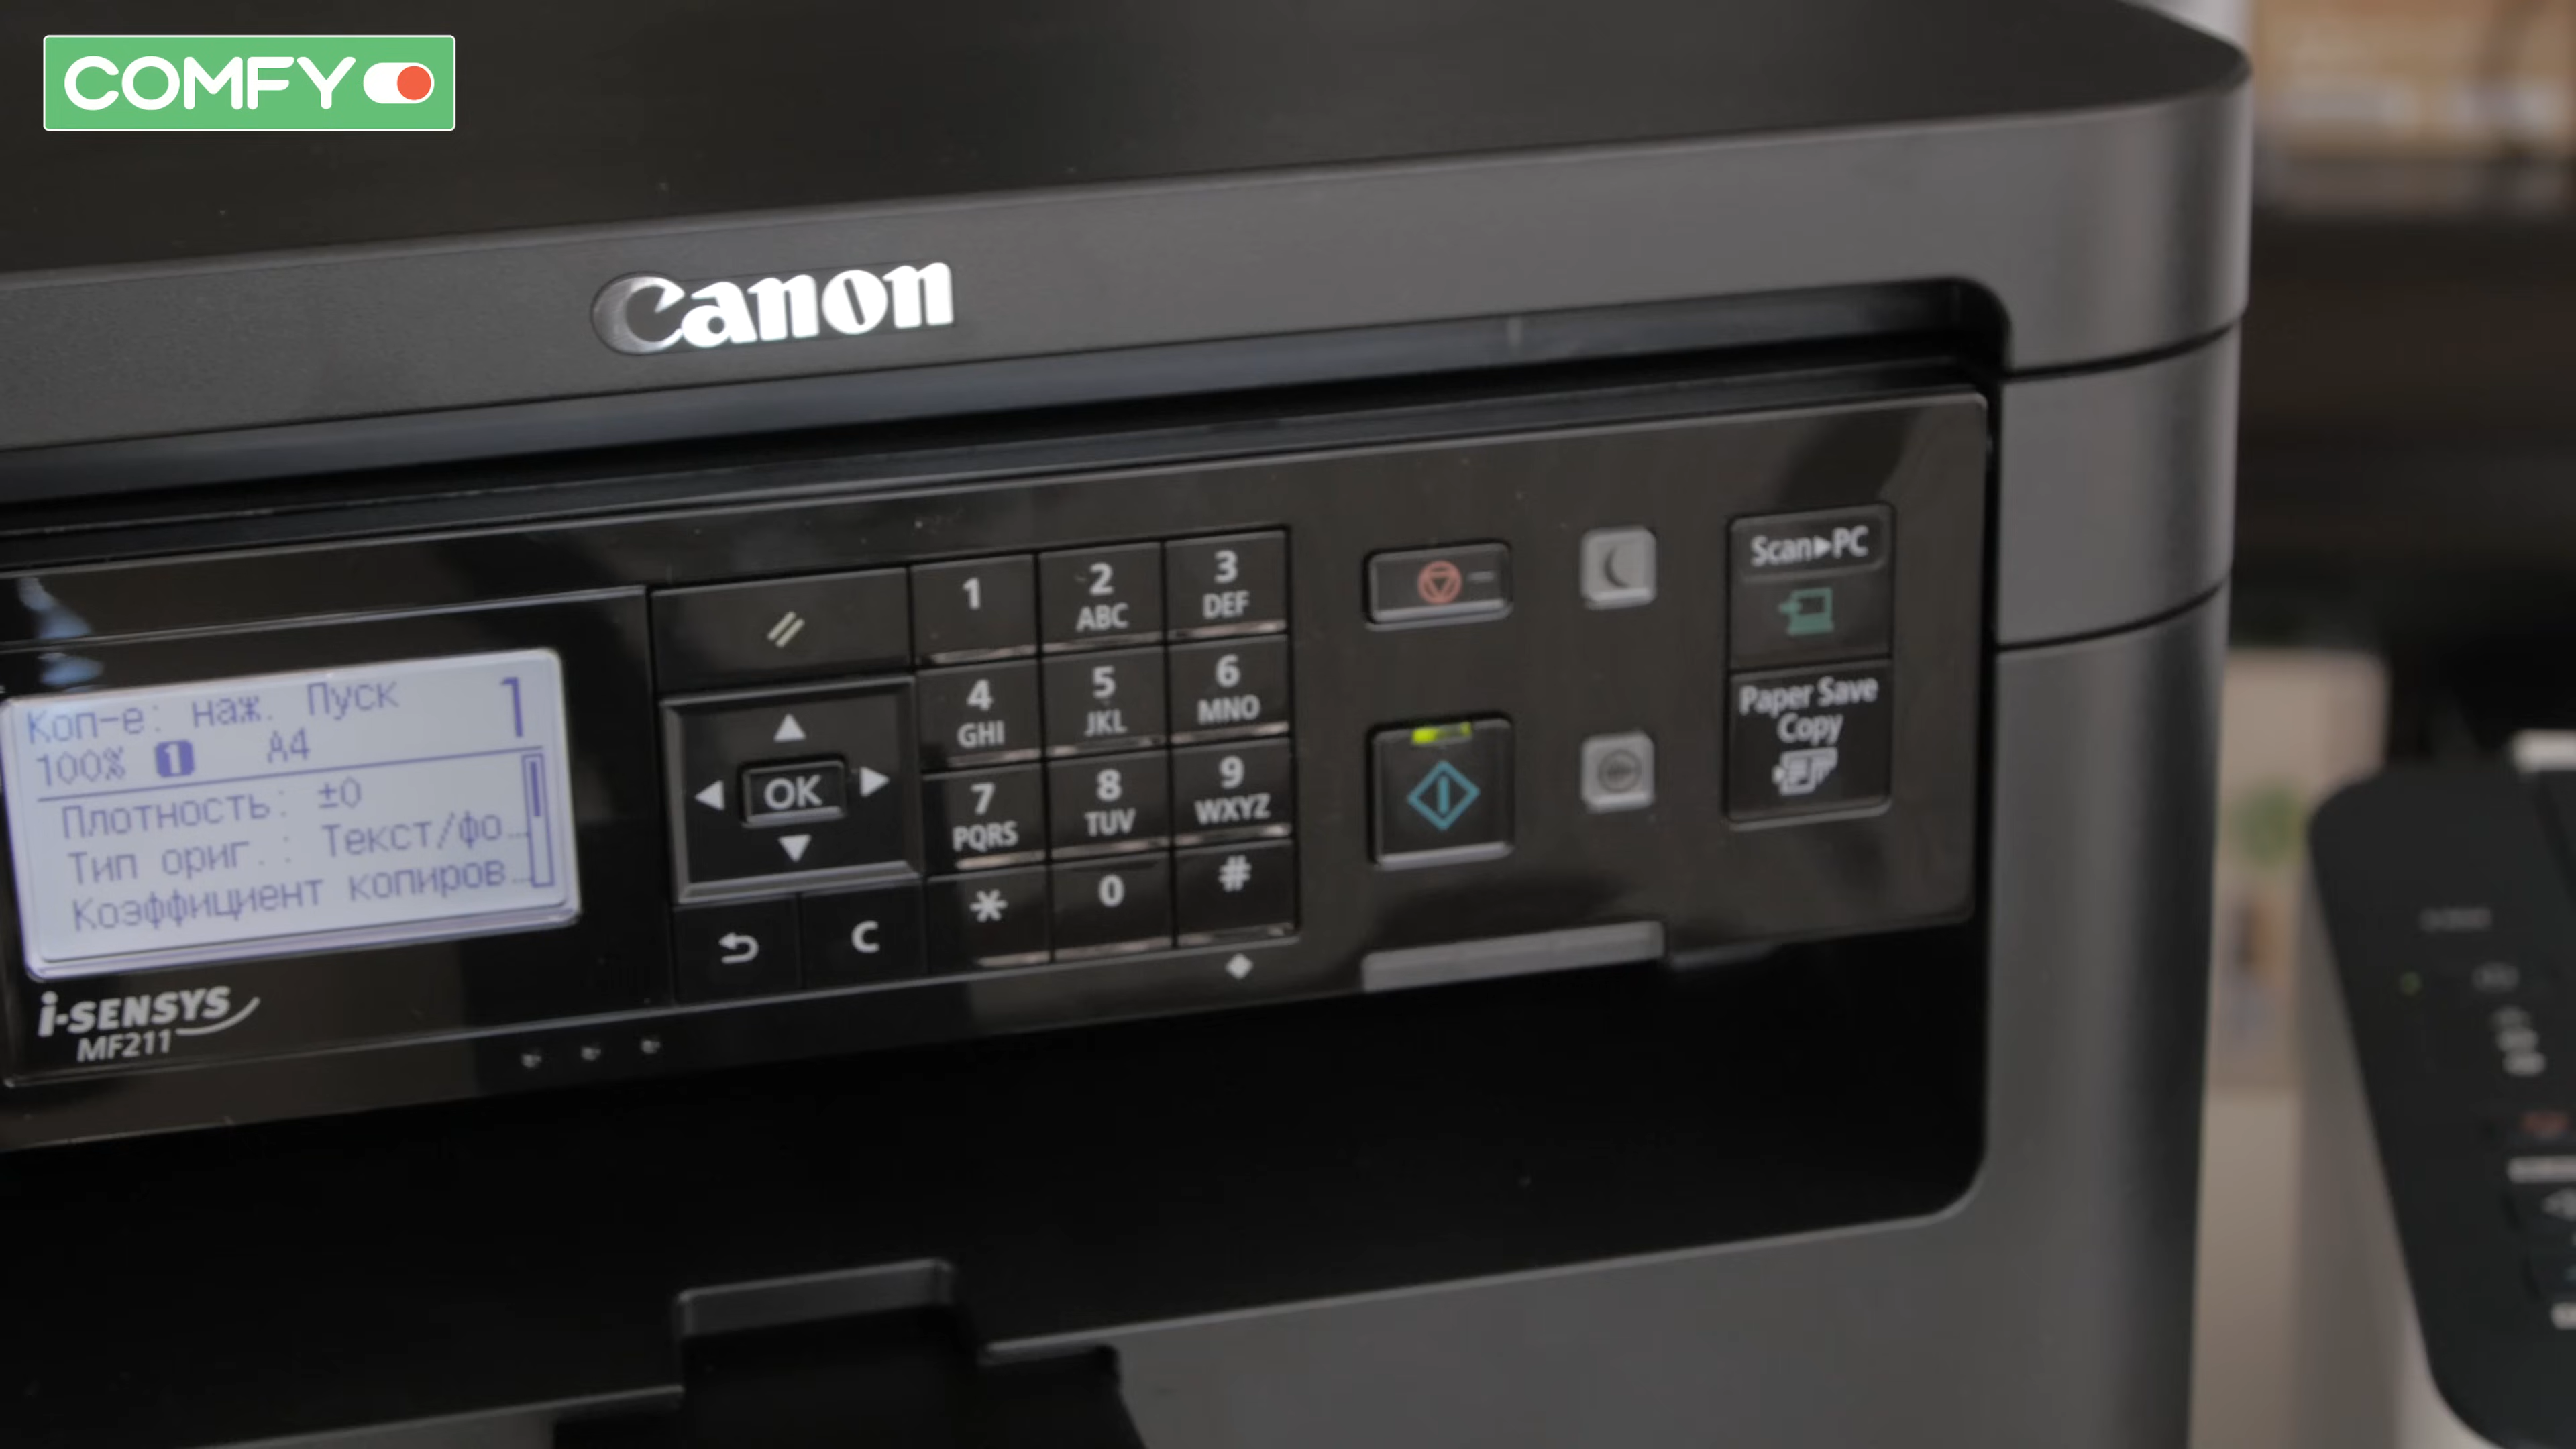 COMFY
Canon
Коп-е: наж. Пуск 1
100% 1 А4
Плотность: ±0
Тип ориг.: Текст/фо...
Коэффициент копиров...
i-SENSYS
MF211
1
2
ABC
3
DEF
4
GHI
5
JKL
6
MNO
7
PQRS
8
TUV
9
WXYZ
*
0
#
OK
C
Scan▶PC
Paper Save
Copy